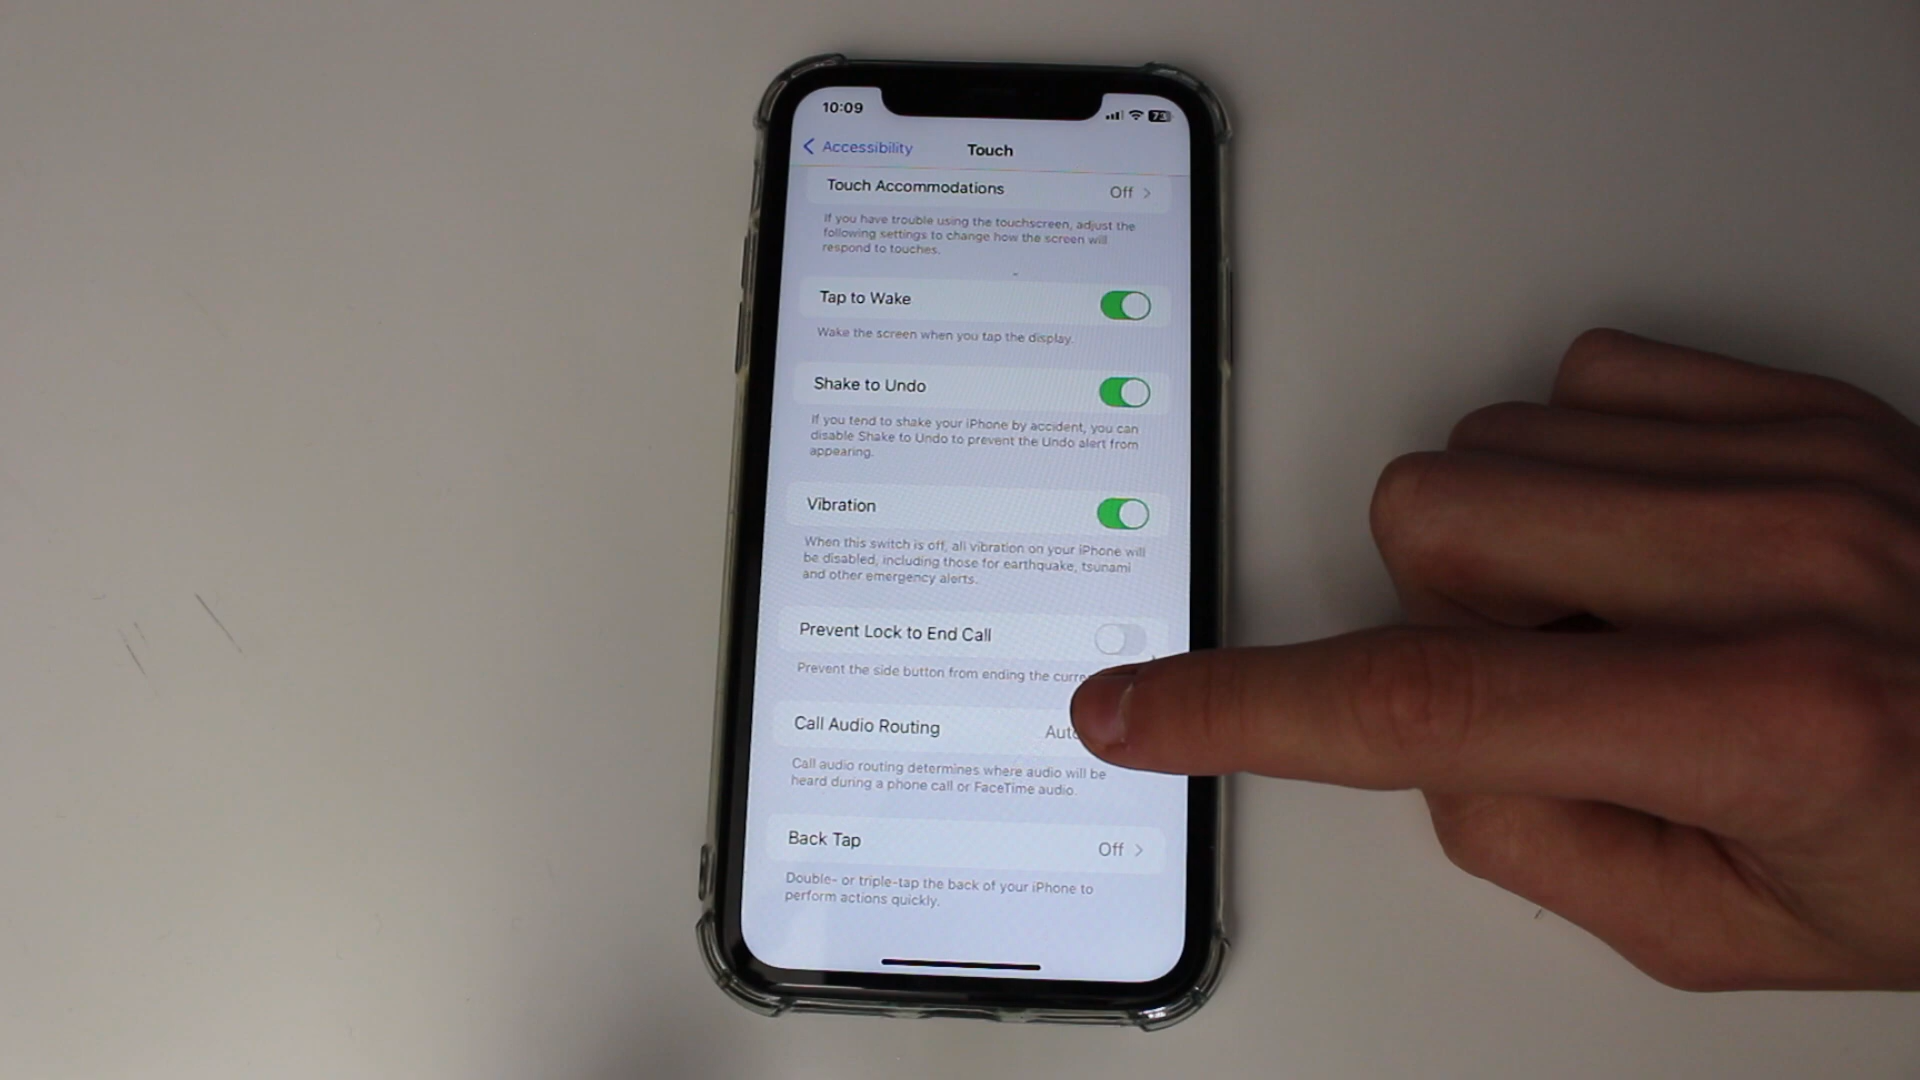 10:09
73
Accessibility
Touch
Touch Accommodations
Off
If you have trouble using the touchscreen, adjust the
following settings to change how the screen will
respond to touches.
Tap to Wake
Wake the screen when you tap the display.
Shake to Undo
If you tend to shake your iPhone by accident, you can
disable Shake to Undo to prevent the Undo alert from
appearing.
Vibration
When this switch is off, all vibration on your iPhone will
be disabled, including those for earthquake, tsunami
and other emergency alerts.
Prevent Lock to End Call
Prevent the side button from ending the
Call Audio Routing
Call audio routing determines where audio will be
heard during a phone call or FaceTime audio.
Back Tap
Off
Double- or triple-tap the back of your iPhone to
perform actions quickly.